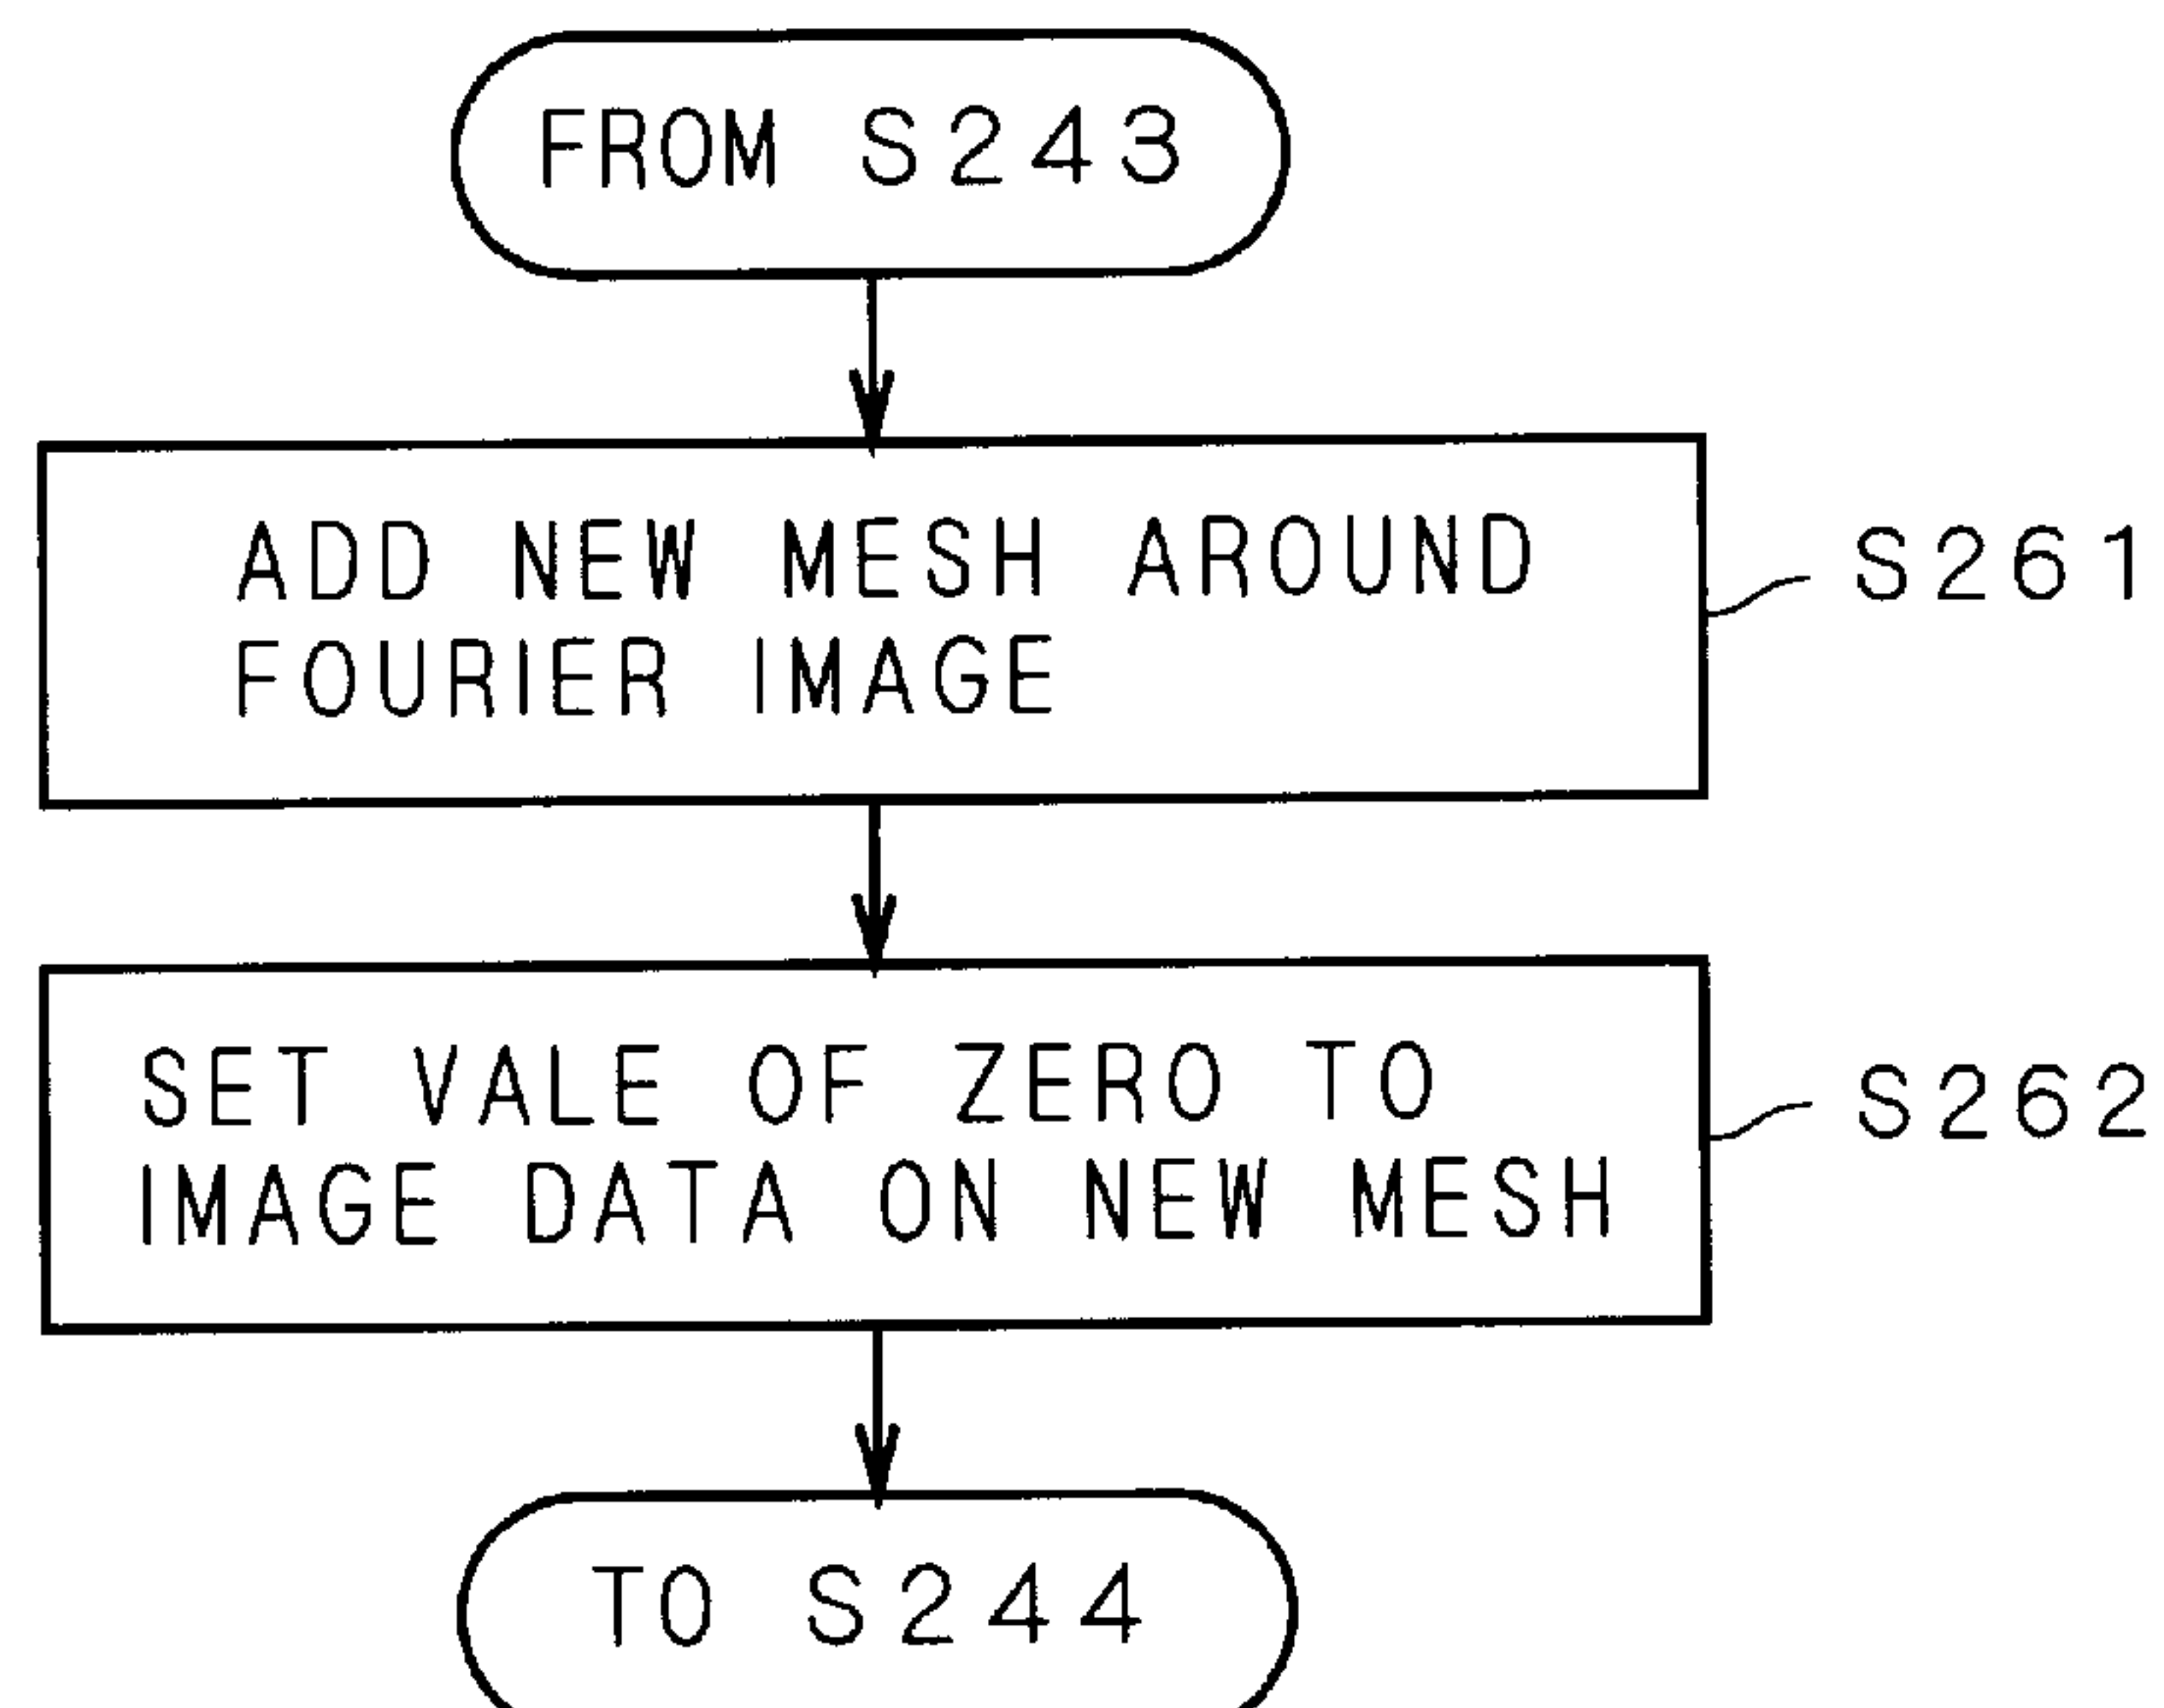 FROM S243
ADD NEW MESH AROUND
FOURIER IMAGE
S261
SET VALE OF ZERO TO
IMAGE DATA ON NEW MESH
S262
TO S244